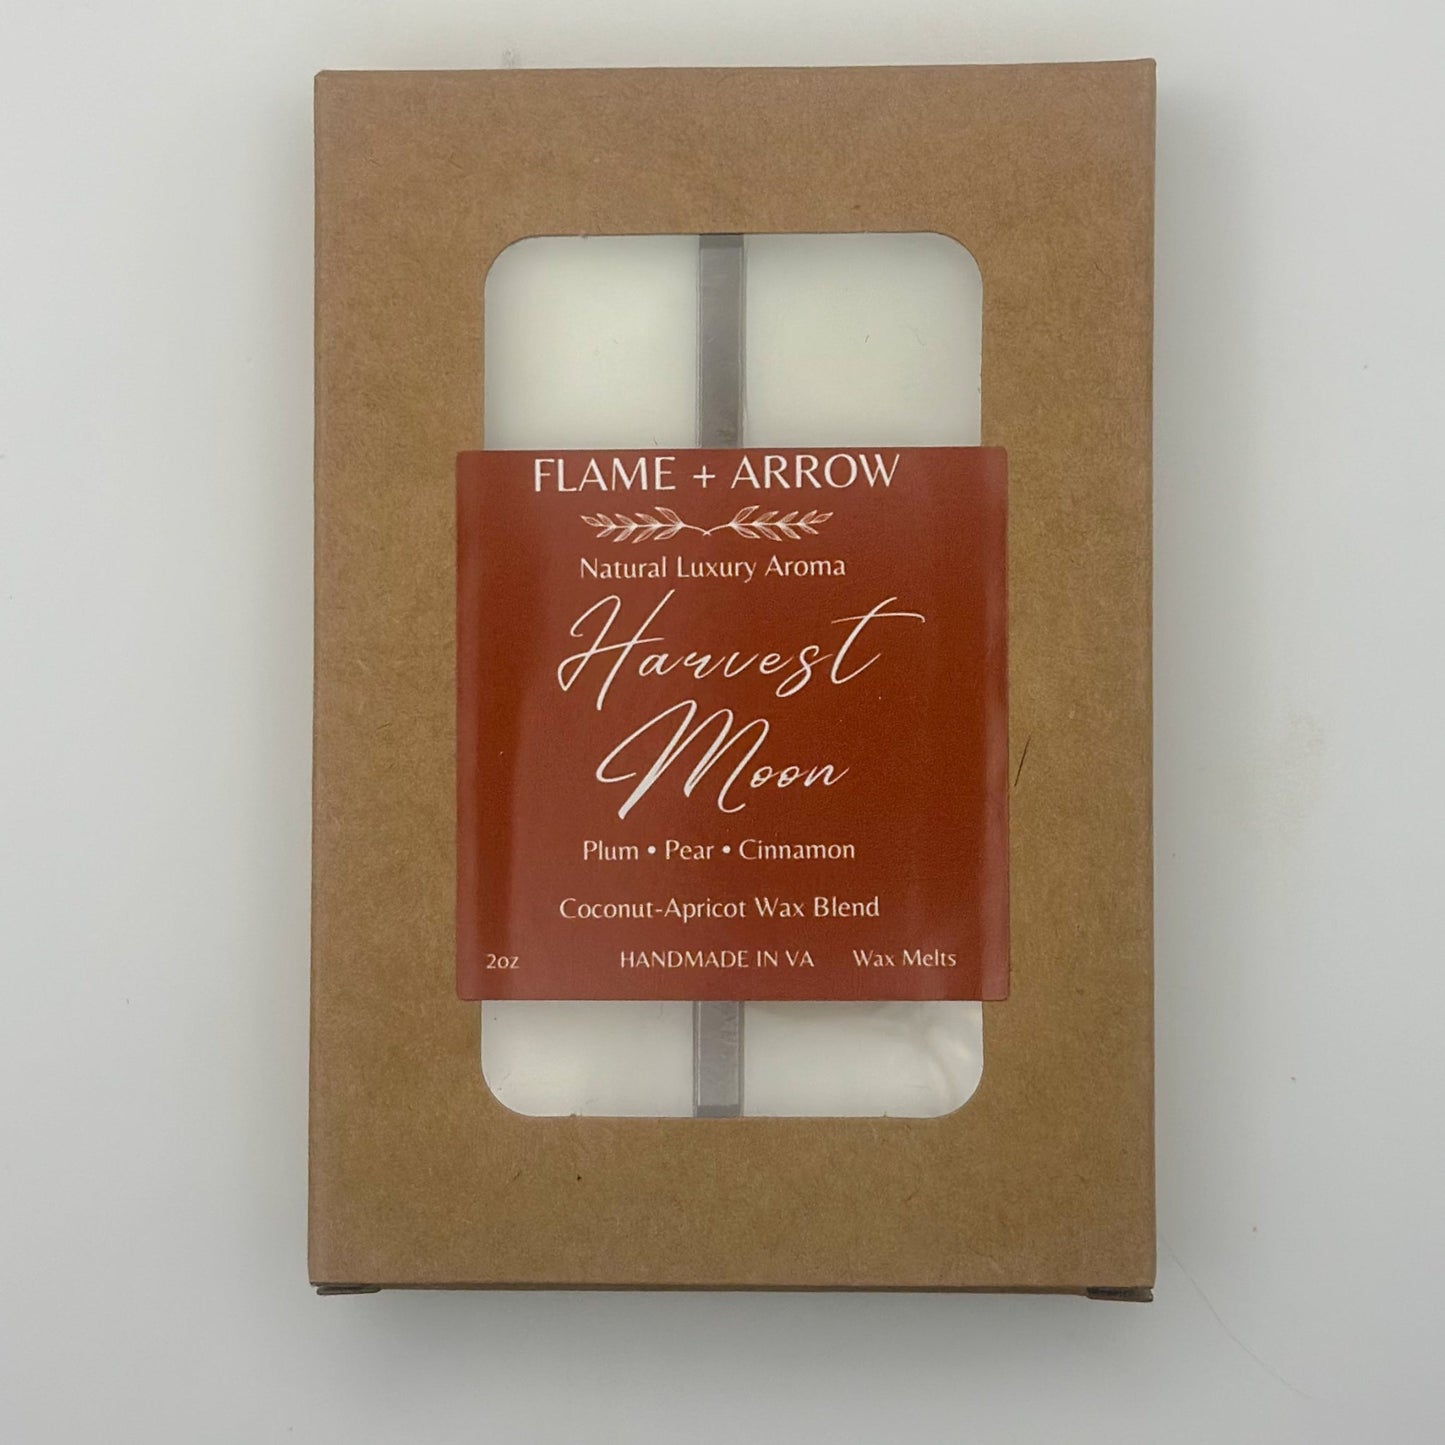 FLAME + ARROW
Natural Luxury Aroma
Harvest
Moon
Plum • Pear • Cinnamon
Coconut-Apricot Wax Blend
2oz HANDMADE IN VA Wax Melts